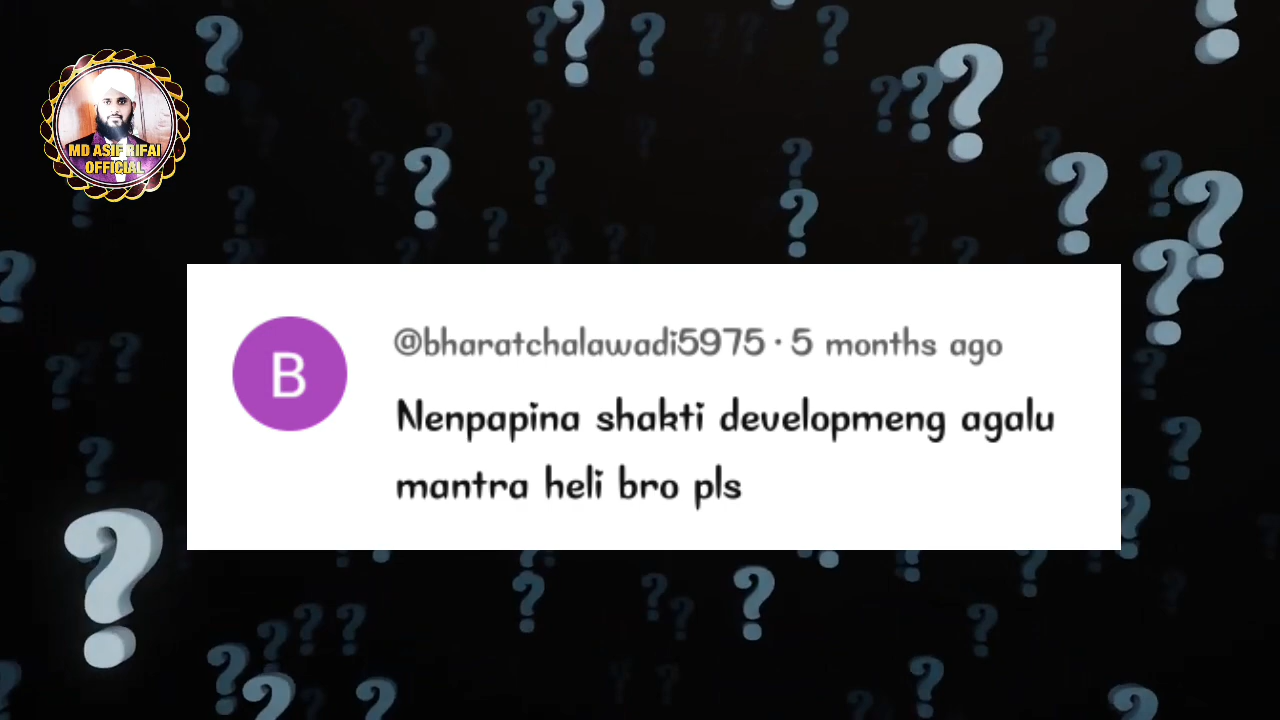 MD ASIF RIFAI
OFFICIAL
B
@bharatchalawadi5975 · 5 months ago
Nenpapina shakti developmeng agalu
mantra heli bro pls